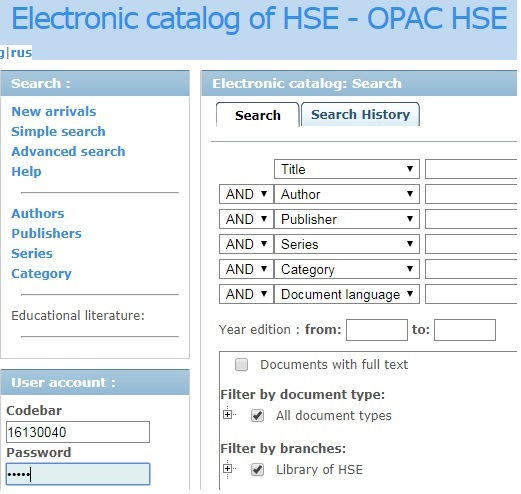 Electronic catalog of HSE - OPAC HSE
g|rus
Search :
New arrivals
Simple search
Advanced search
Help
Authors
Publishers
Series
Category
Educational literature:
User account :
Codebar
16130040
Password
•••••
Electronic catalog: Search
Search
Search History
Title
AND Author
AND Publisher
AND Series
AND Category
AND Document language
Year edition : from: to:
Documents with full text
Filter by document type:
All document types
Filter by branches:
Library of HSE